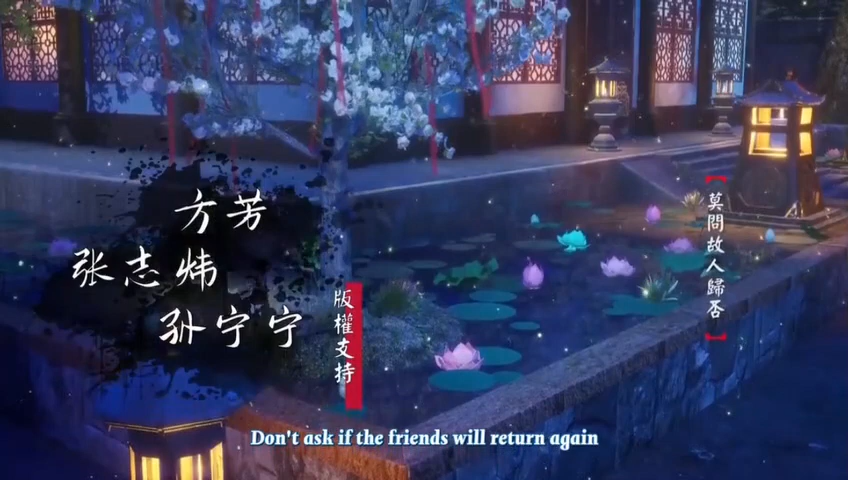 方芳
张志炜
孙宁宁
版權支持
【莫問故人歸否】
Don't ask if the friends will return again